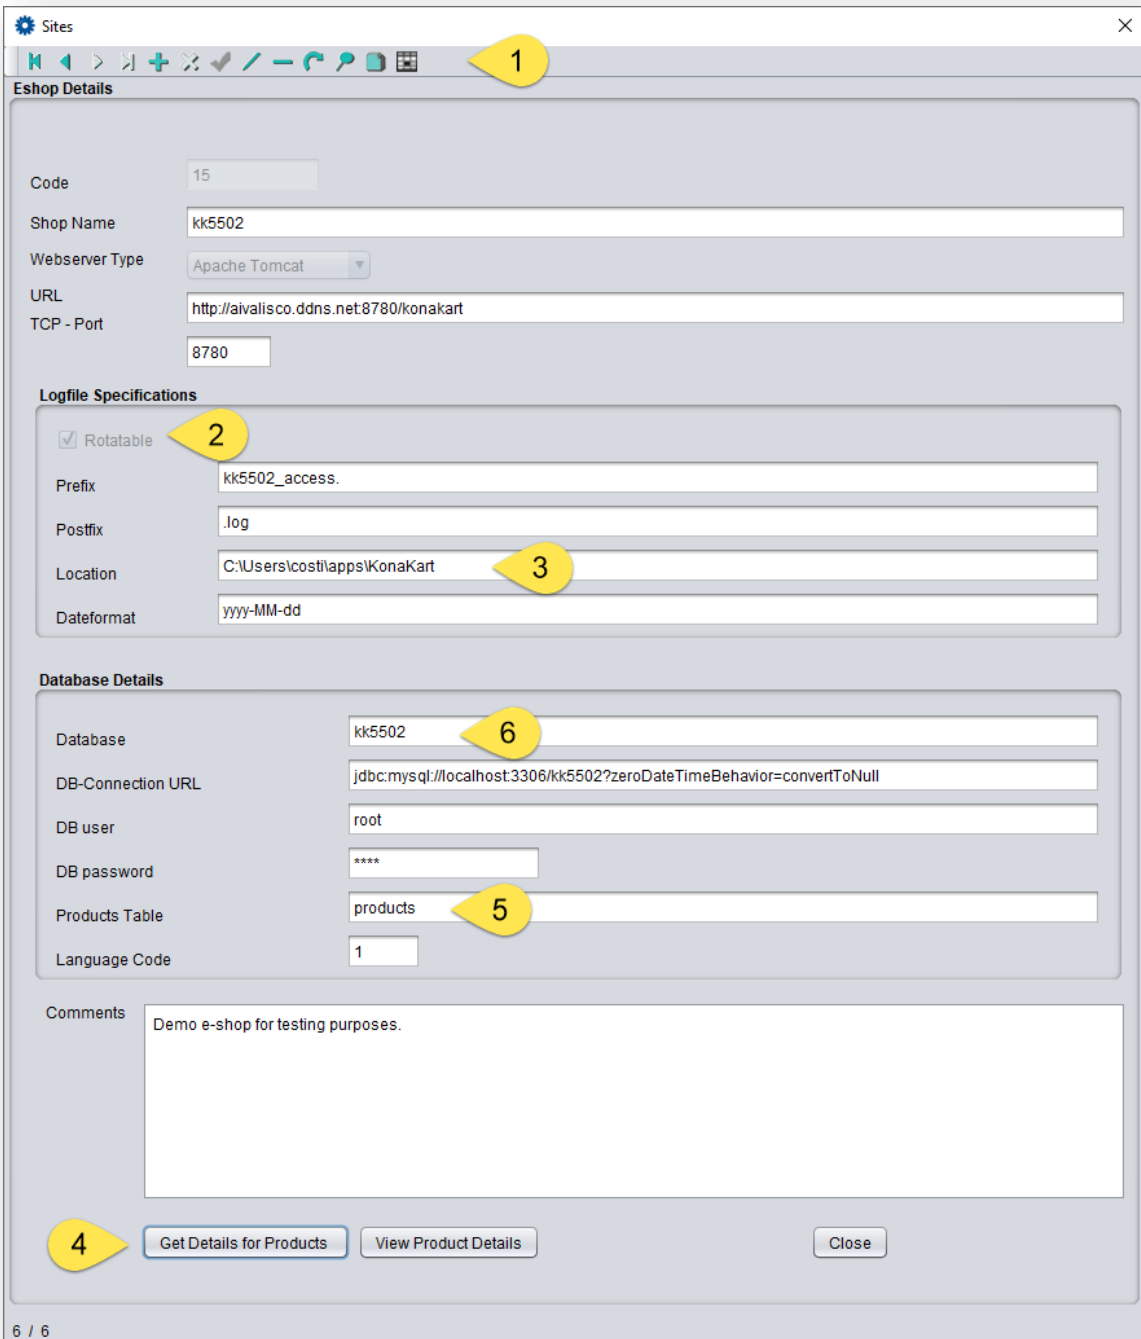 Sites
1
Eshop Details
Code 15
Shop Name kk5502
Webserver Type Apache Tomcat
URL http://aivalisco.ddns.net:8780/konakart
TCP - Port 8780
Logfile Specifications
Rotatable 2
Prefix kk5502_access.
Postfix .log
Location C:\Users\costi\apps\KonaKart 3
Dateformat yyyy-MM-dd
Database Details
Database kk5502 6
DB-Connection URL jdbc:mysql://localhost:3306/kk5502?zeroDateTimeBehavior=convertToNull
DB user root
DB password ****
Products Table products 5
Language Code 1
Comments Demo e-shop for testing purposes.
4 Get Details for Products View Product Details Close
6 / 6